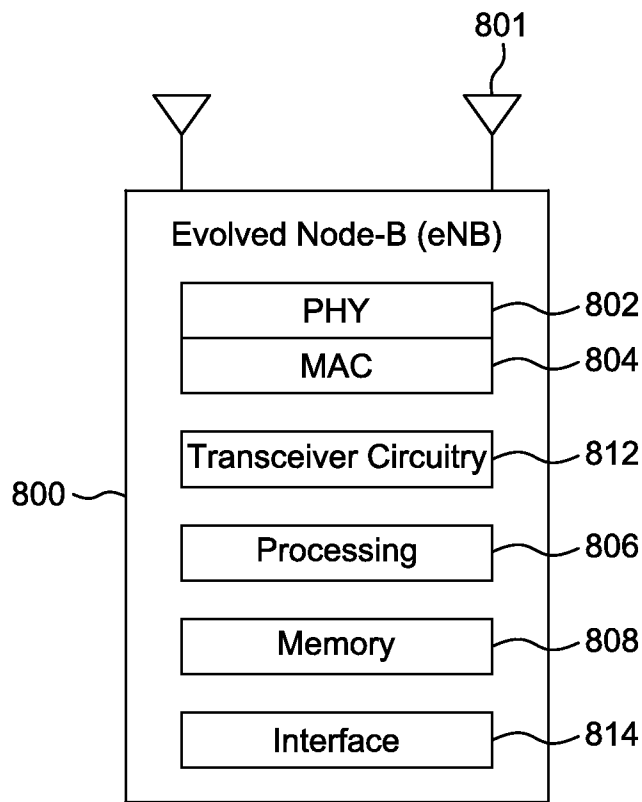 801
Evolved Node-B (eNB)
PHY 802
MAC 804
Transceiver Circuitry 812
800
Processing 806
Memory 808
Interface 814